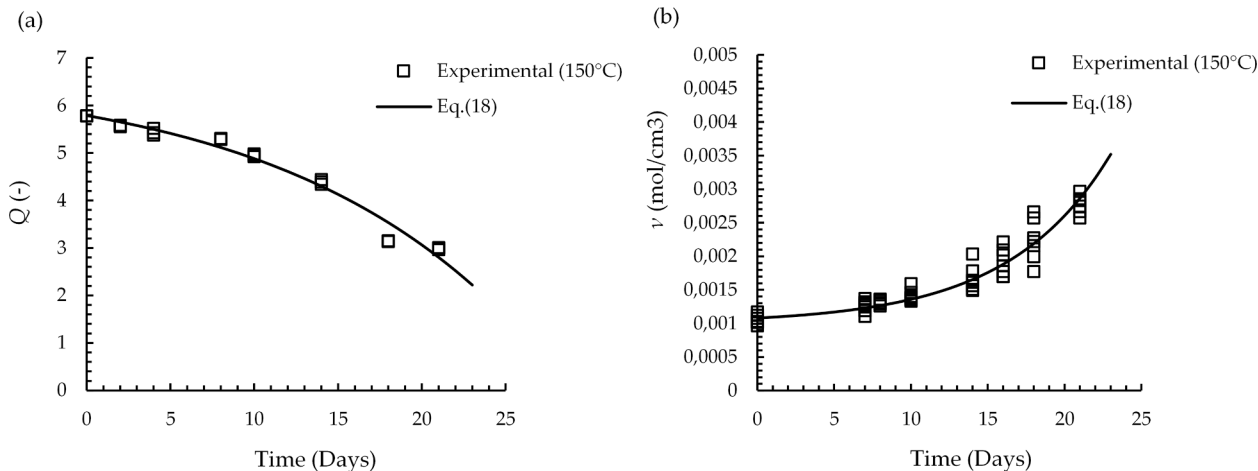 (a)
7
6
5
4
3
2
1
0
Q (-)
Experimental (150°C)
Eq.(18)
0 5 10 15 20 25
Time (Days)
(b)
0,005
0,0045
0,004
0,0035
0,003
0,0025
0,002
0,0015
0,001
0,0005
0
ν (mol/cm3)
Experimental (150°C)
Eq.(18)
0 5 10 15 20 25
Time (Days)